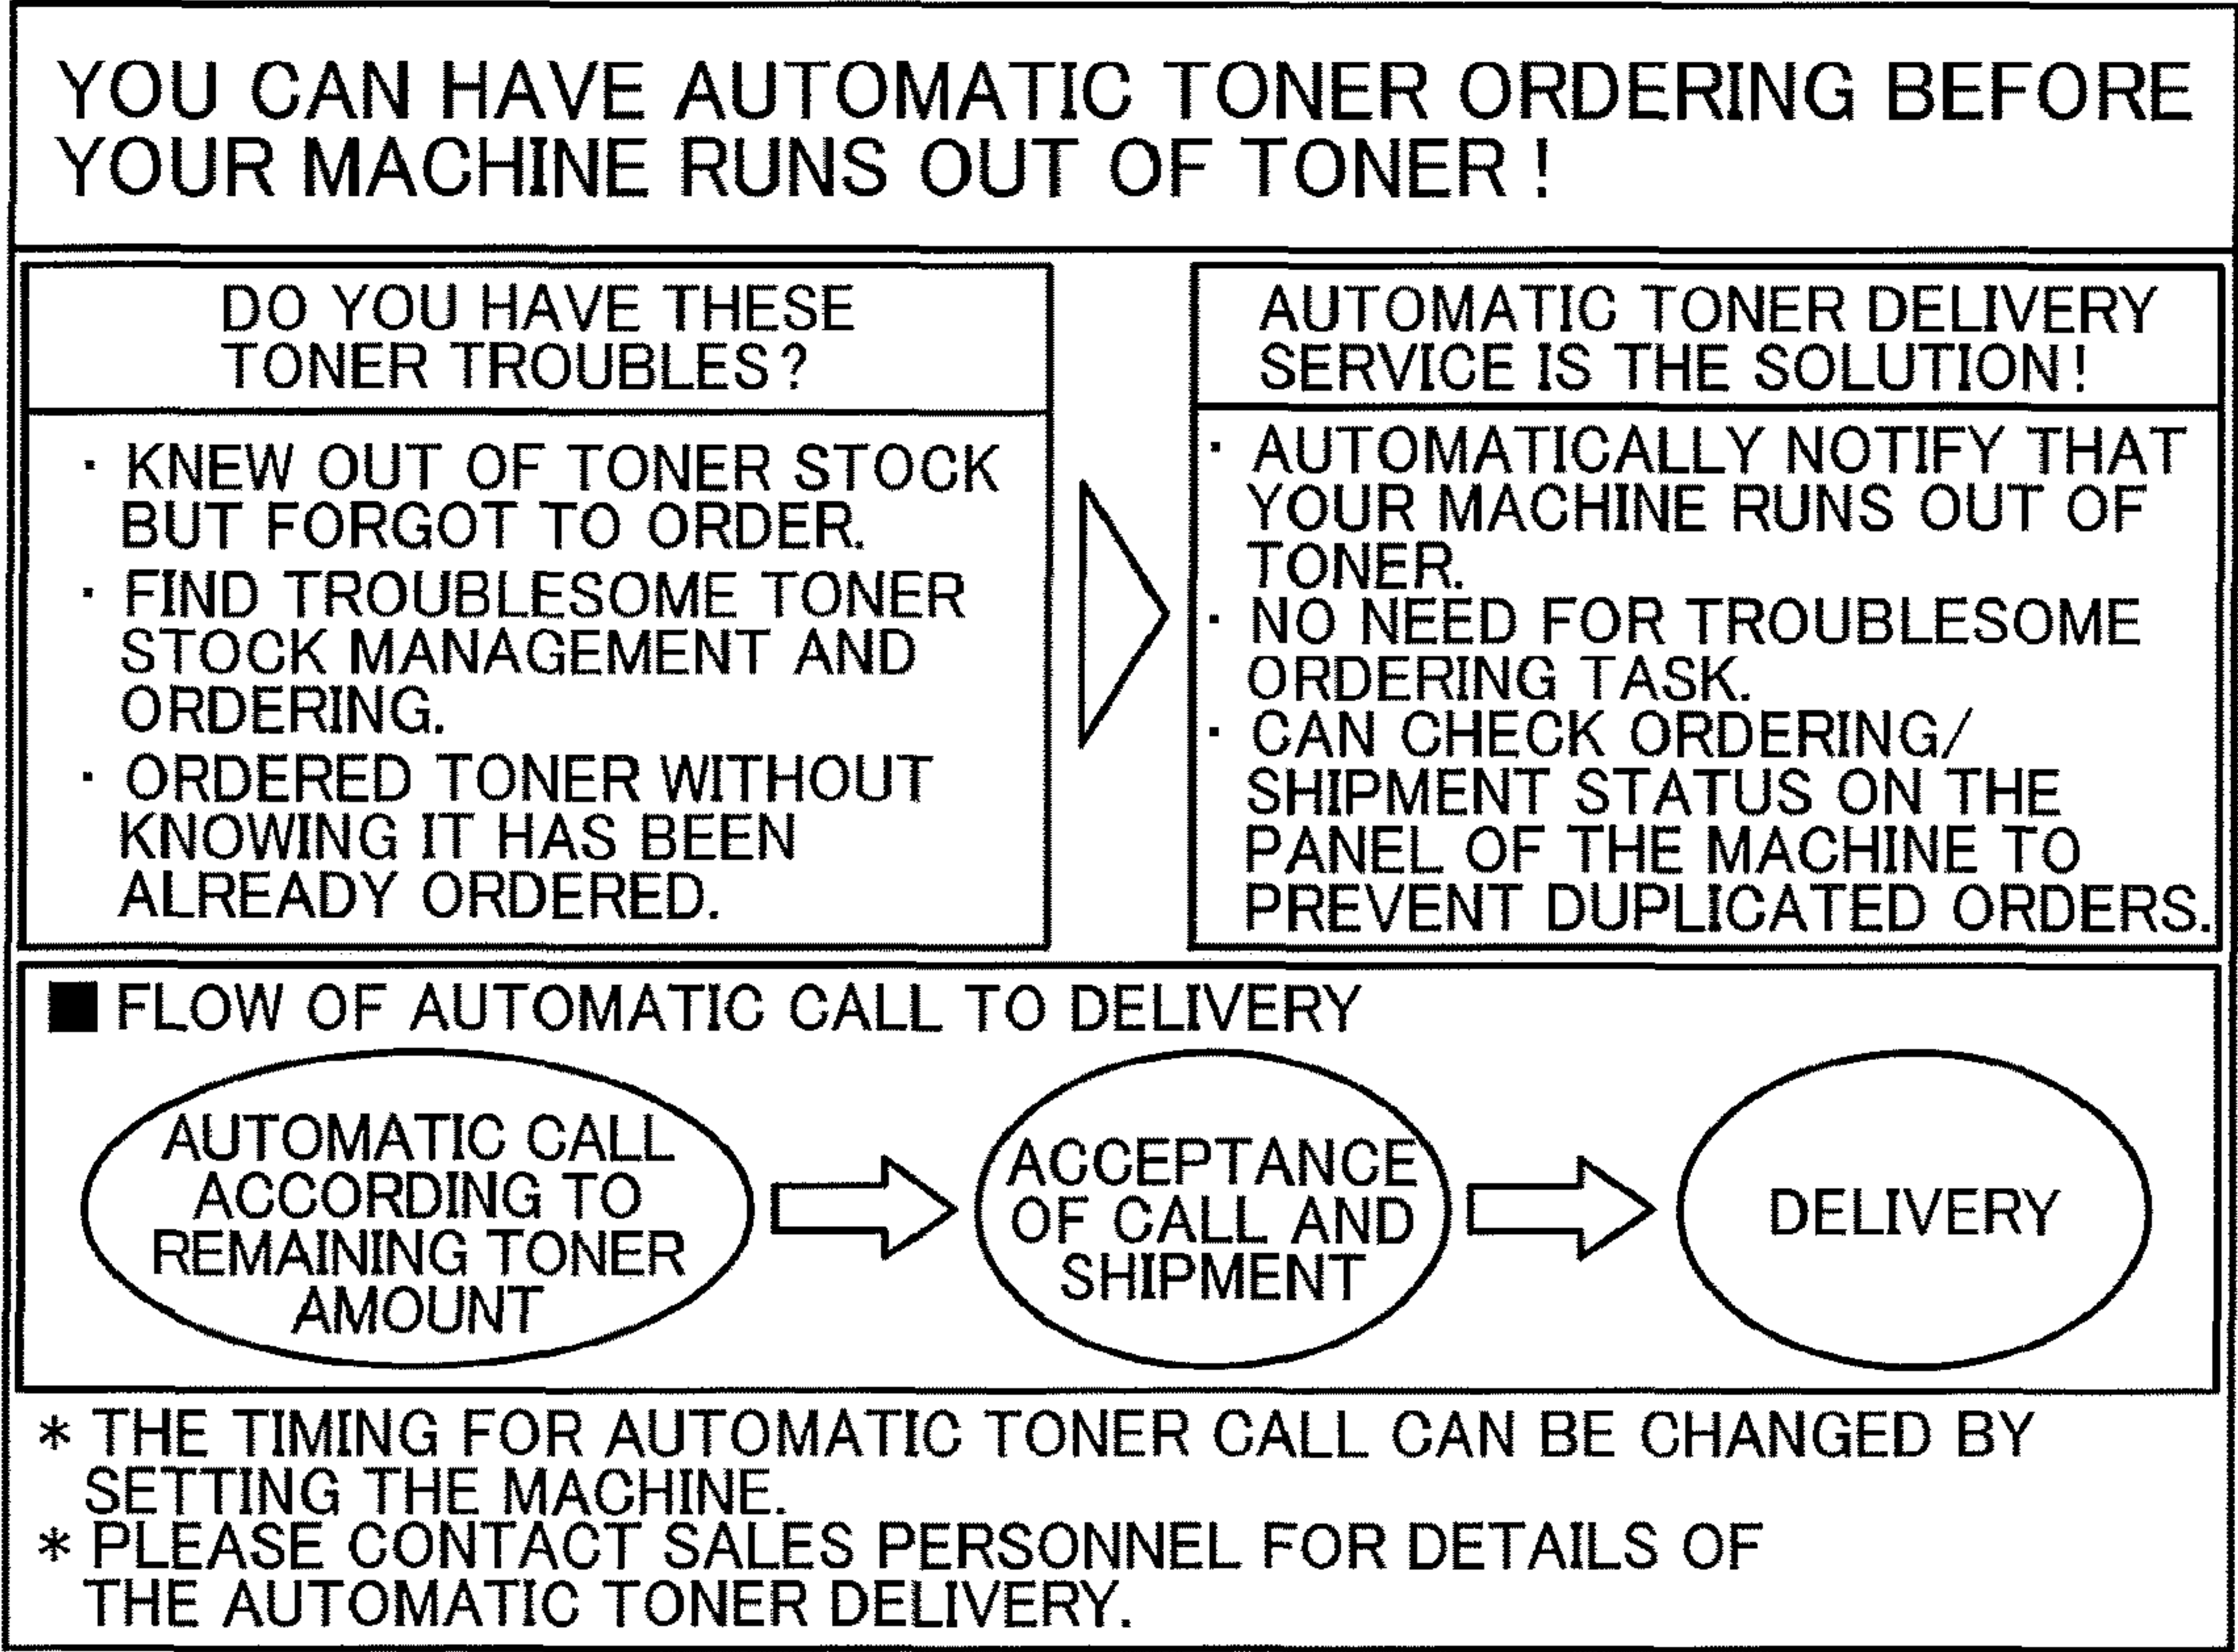 YOU CAN HAVE AUTOMATIC TONER ORDERING BEFORE
YOUR MACHINE RUNS OUT OF TONER !
DO YOU HAVE THESE
TONER TROUBLES?
· KNEW OUT OF TONER STOCK
BUT FORGOT TO ORDER.
· FIND TROUBLESOME TONER
STOCK MANAGEMENT AND
ORDERING.
· ORDERED TONER WITHOUT
KNOWING IT HAS BEEN
ALREADY ORDERED.
AUTOMATIC TONER DELIVERY
SERVICE IS THE SOLUTION!
· AUTOMATICALLY NOTIFY THAT
YOUR MACHINE RUNS OUT OF
TONER.
· NO NEED FOR TROUBLESOME
ORDERING TASK.
· CAN CHECK ORDERING/
SHIPMENT STATUS ON THE
PANEL OF THE MACHINE TO
PREVENT DUPLICATED ORDERS.
■ FLOW OF AUTOMATIC CALL TO DELIVERY
AUTOMATIC CALL
ACCORDING TO
REMAINING TONER
AMOUNT
ACCEPTANCE
OF CALL AND
SHIPMENT
DELIVERY
* THE TIMING FOR AUTOMATIC TONER CALL CAN BE CHANGED BY
SETTING THE MACHINE.
* PLEASE CONTACT SALES PERSONNEL FOR DETAILS OF
THE AUTOMATIC TONER DELIVERY.